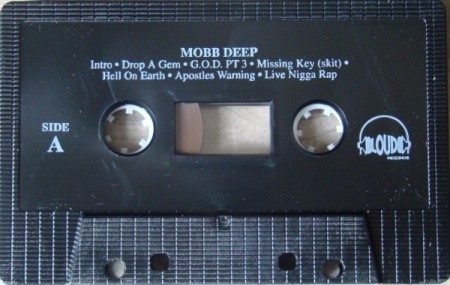 MOBB DEEP
Intro • Drop A Gem • G.O.D. PT 3 • Missing Key (skit) •
Hell On Earth • Apostles Warning • Live Nigga Rap
SIDE
A
LOUD
RECORDS